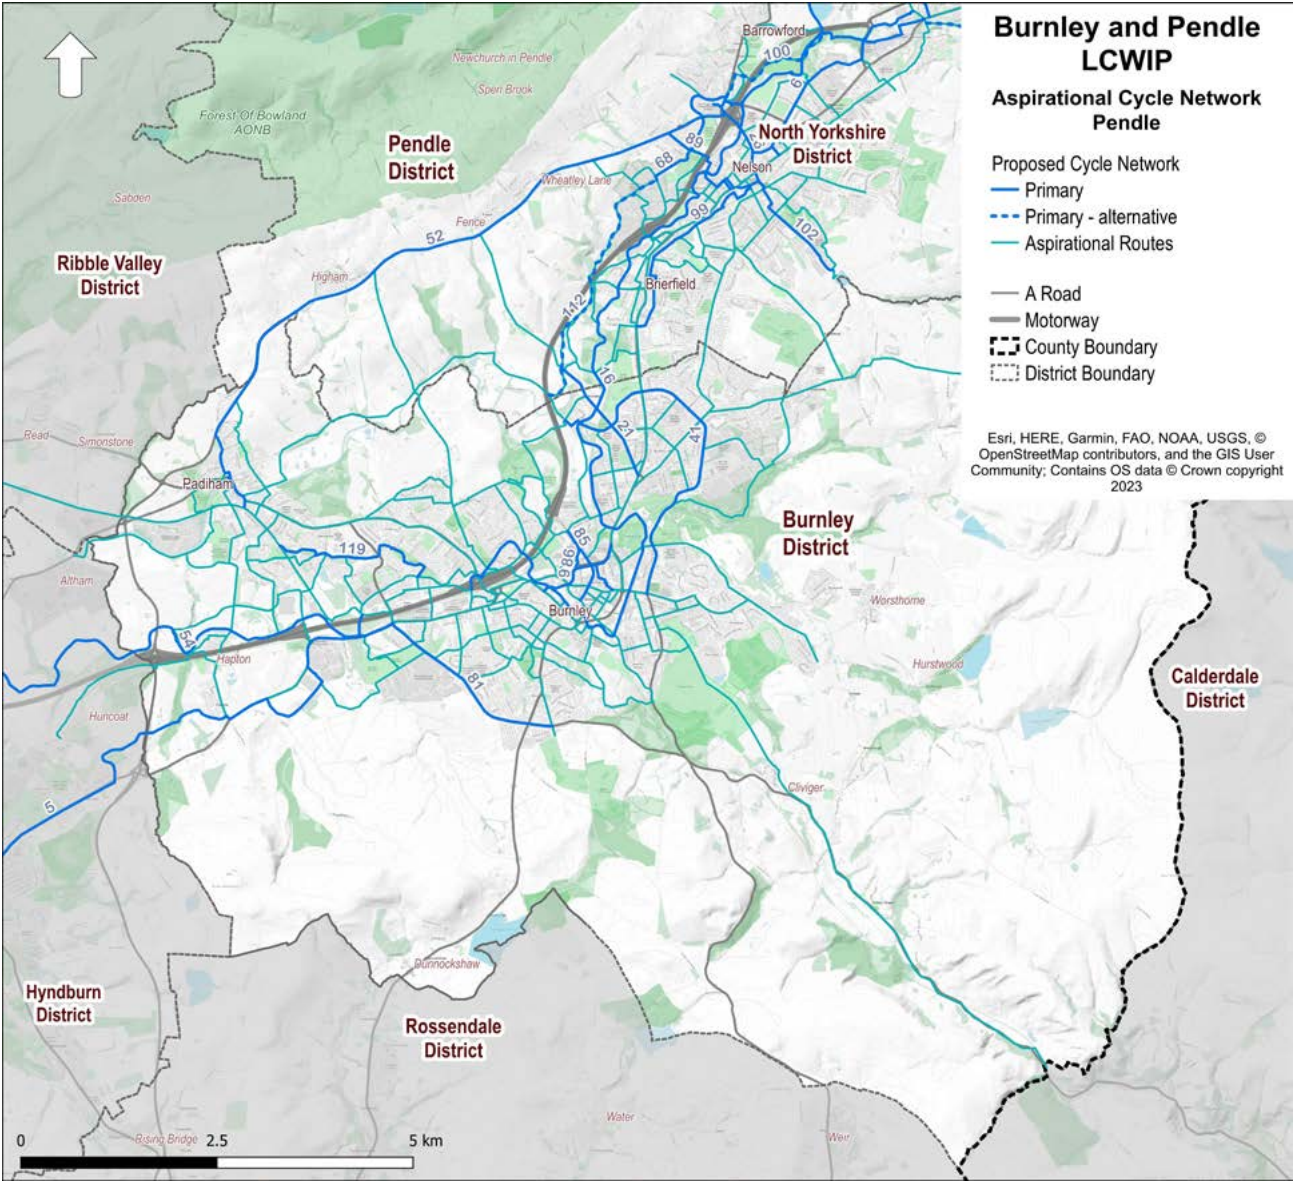 Burnley and Pendle
LCWIP
Aspirational Cycle Network
Pendle
Proposed Cycle Network
Primary
Primary - alternative
Aspirational Routes
A Road
Motorway
County Boundary
District Boundary
Esri, HERE, Garmin, FAO, NOAA, USGS, ©
OpenStreetMap contributors, and the GIS User
Community; Contains OS data © Crown copyright
2023
Barrowford
100
Newchurch in Pendle
Spen Brook
6
Forest Of Bowland
AONB
Pendle
District
North Yorkshire
District
89
68
Nelson
Wheatley Lane
Sabden
99
Fence
102
52
Ribble Valley
District
Higham
Brierfield
112
16
21
41
Read
Simonstone
Padiham
Burnley
District
85
119
986
Altham
Burnley
Worsthorne
54
Hapton
Hurstwood
81
Calderdale
District
Huncoat
Cliviger
5
Dunnockshaw
Hyndburn
District
Rossendale
District
Water
Weir
Rising Bridge
0 2.5 5 km